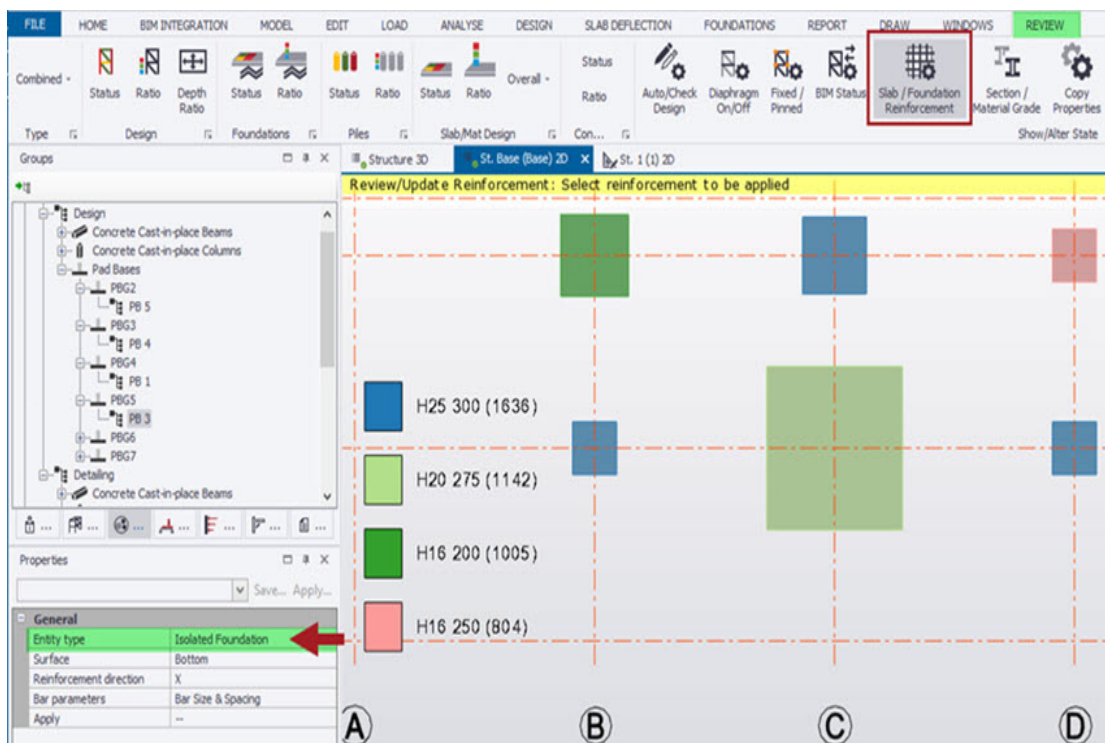 FILE HOME BIM INTEGRATION MODEL EDIT LOAD ANALYSE DESIGN SLAB DEFLECTION FOUNDATIONS REPORT DRAW WINDOWS REVIEW
Combined Status Ratio Depth Ratio Status Ratio Status Ratio Status Ratio Overall Status Ratio Auto/Check Design Diaphragm On/Off Fixed / Pinned BIM Status Slab / Foundation Reinforcement Section / Material Grade Copy Properties
Type Design Foundations Piles Slab/Mat Design Con... Show/Alter State
Groups Structure 3D St. Base (Base) 2D St. 1 (1) 2D
Review/Update Reinforcement: Select reinforcement to be applied
Design
Concrete Cast-in-place Beams
Concrete Cast-in-place Columns
Pad Bases
PBG2
PB 5
PBG3
PB 4
PBG4
PB 1
PBG5
PB 3
PBG6
PBG7
Detailing
Concrete Cast-in-place Beams
H25 300 (1636)
H20 275 (1142)
H16 200 (1005)
H16 250 (804)
Properties
Save... Apply...
General
Entity type Isolated Foundation
Surface Bottom
Reinforcement direction X
Bar parameters Bar Size & Spacing
Apply --
A B C D